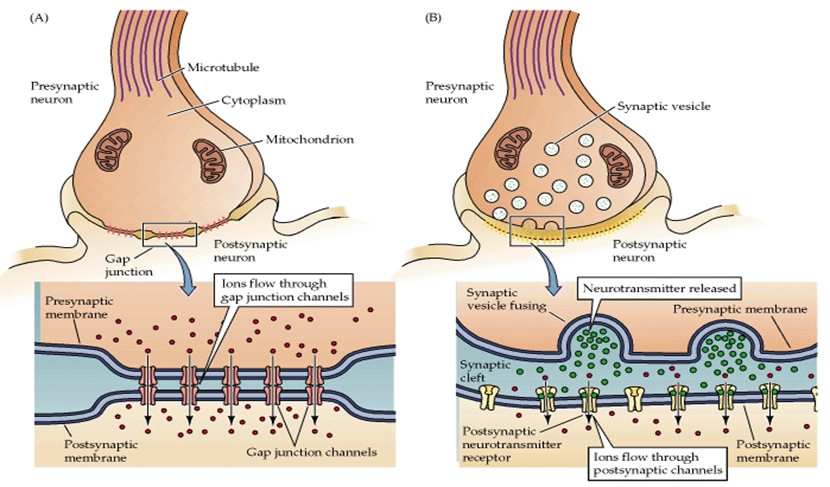 (A)
Microtubule
Presynaptic
neuron
Cytoplasm
Mitochondrion
Postsynaptic
neuron
Gap
junction
Ions flow through
gap junction channels
Presynaptic
membrane
Postsynaptic
membrane
Gap junction channels
(B)
Presynaptic
neuron
Synaptic vesicle
Postsynaptic
neuron
Neurotransmitter released
Synaptic
vesicle fusing
Presynaptic membrane
Synaptic
cleft
Postsynaptic
neurotransmitter
receptor
Ions flow through
postsynaptic channels
Postsynaptic
membrane